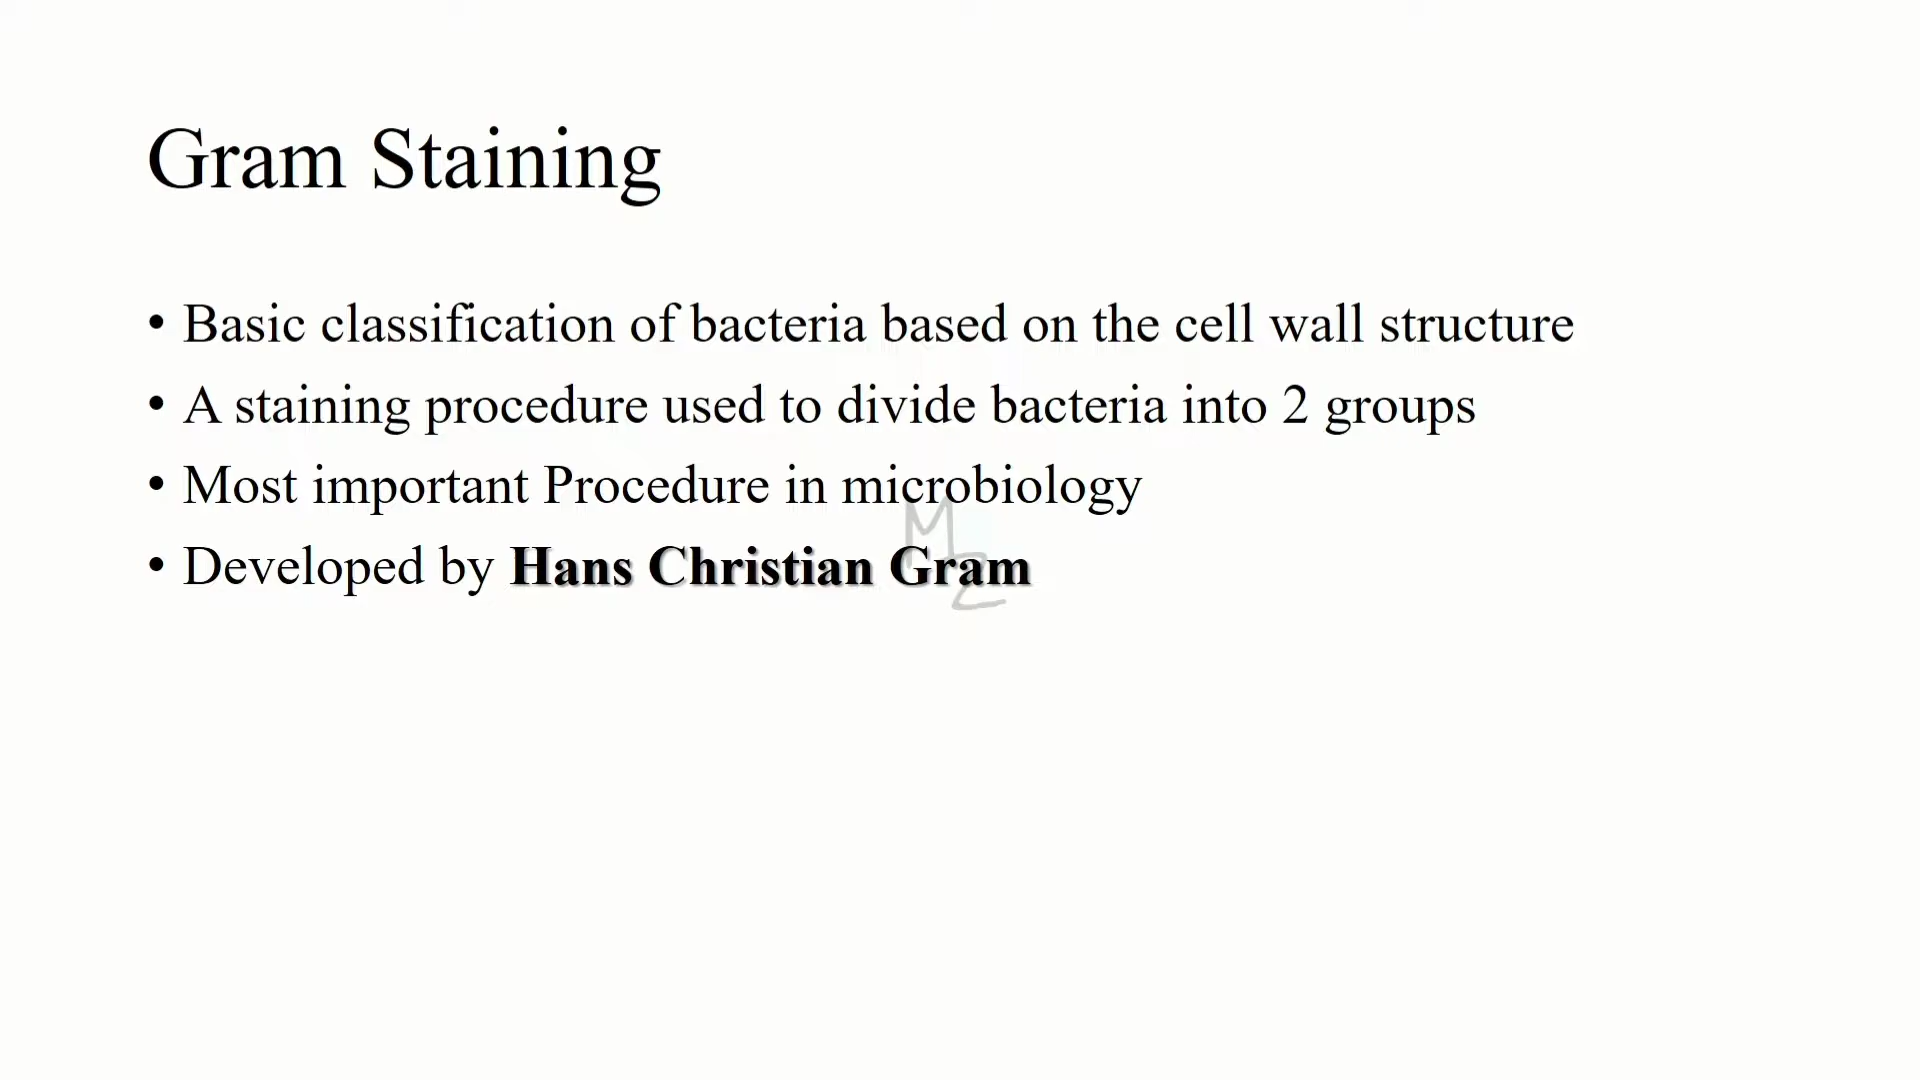 Gram Staining
• Basic classification of bacteria based on the cell wall structure
• A staining procedure used to divide bacteria into 2 groups
• Most important Procedure in microbiology
• Developed by Hans Christian Gram
MZ